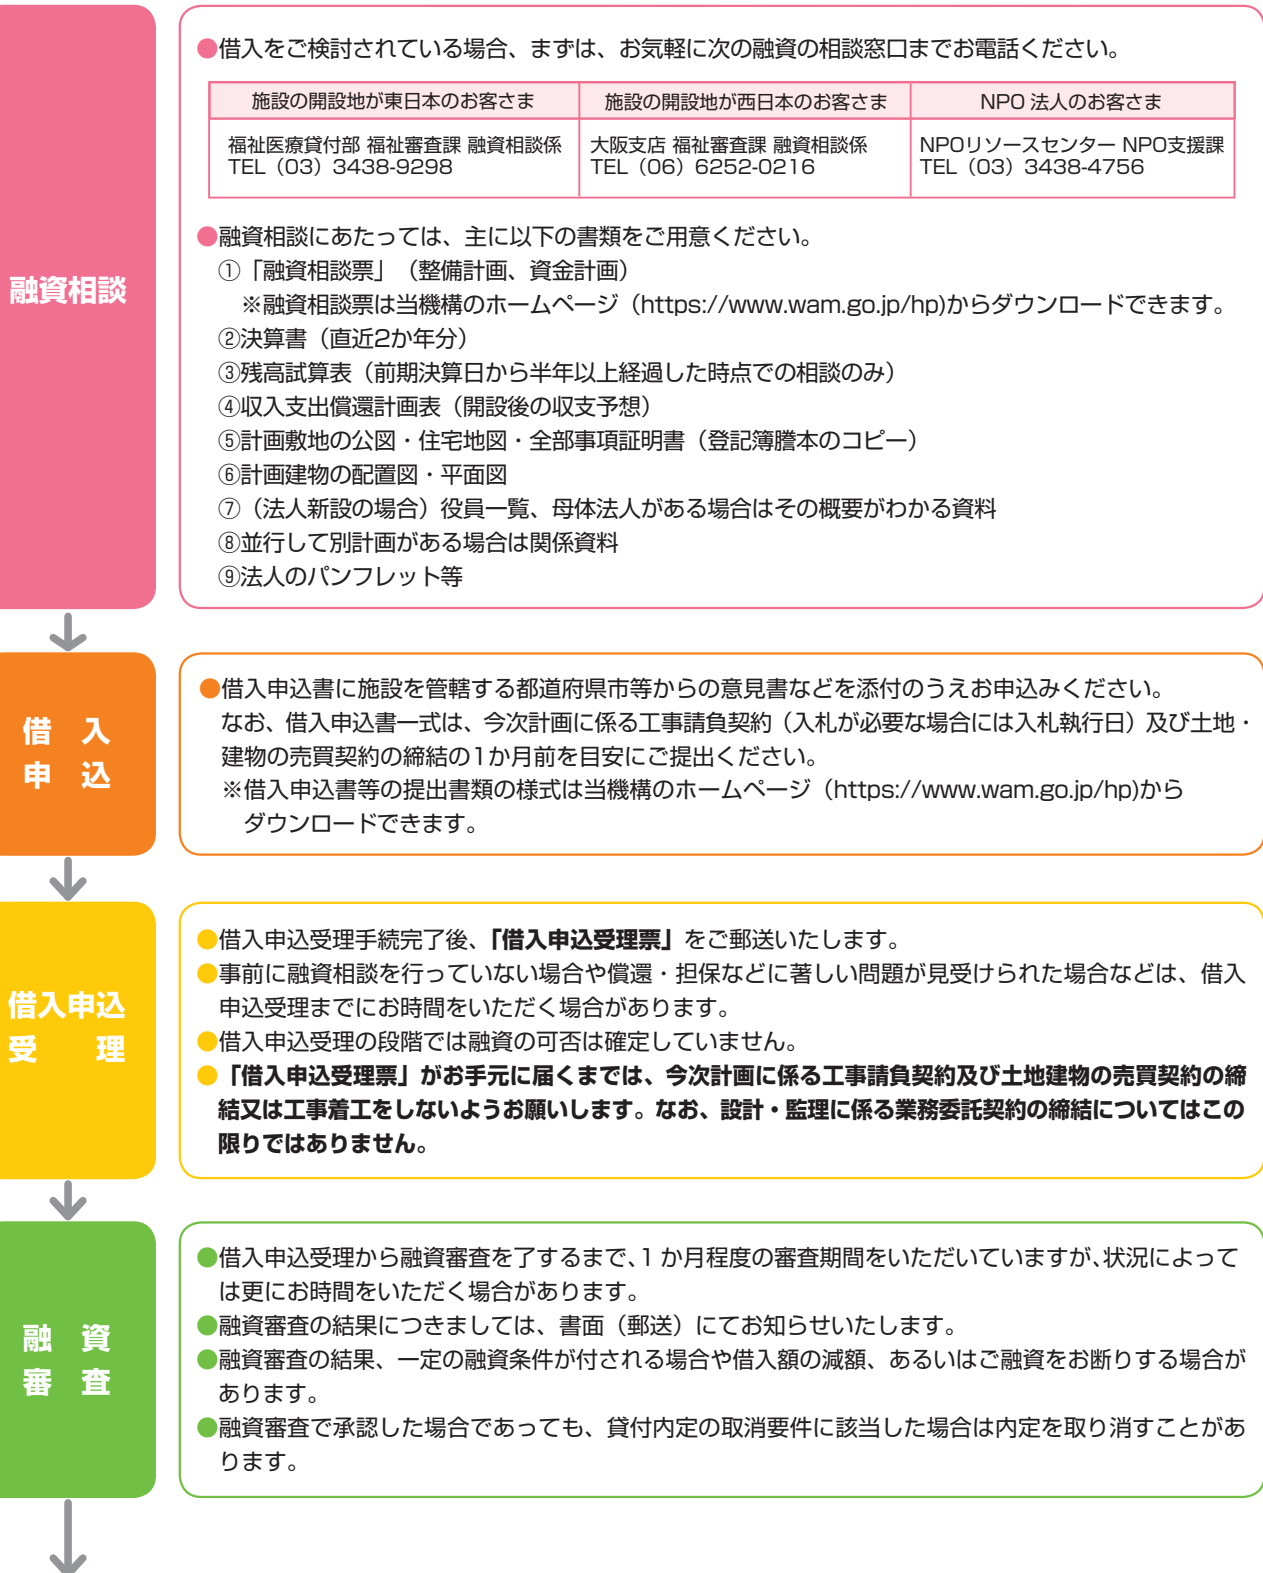 融資相談
●借入をご検討されている場合、まずは、お気軽に次の融資の相談窓口までお電話ください。
施設の開設地が東日本のお客さま
施設の開設地が西日本のお客さま
NPO 法人のお客さま
福祉医療貸付部 福祉審査課 融資相談係
TEL（03）3438-9298
大阪支店 福祉審査課 融資相談係
TEL（06）6252-0216
NPOリソースセンター NPO支援課
TEL（03）3438-4756
●融資相談にあたっては、主に以下の書類をご用意ください。
①「融資相談票」（整備計画、資金計画）
※融資相談票は当機構のホームページ（https://www.wam.go.jp/hp)からダウンロードできます。
②決算書（直近2か年分）
③残高試算表（前期決算日から半年以上経過した時点での相談のみ）
④収入支出償還計画表（開設後の収支予想）
⑤計画敷地の公図・住宅地図・全部事項証明書（登記簿謄本のコピー）
⑥計画建物の配置図・平面図
⑦（法人新設の場合）役員一覧、母体法人がある場合はその概要がわかる資料
⑧並行して別計画がある場合は関係資料
⑨法人のパンフレット等
借　入
申　込
●借入申込書に施設を管轄する都道府県市等からの意見書などを添付のうえお申込みください。
なお、借入申込書一式は、今次計画に係る工事請負契約（入札が必要な場合には入札執行日）及び土地・
建物の売買契約の締結の1か月前を目安にご提出ください。
※借入申込書等の提出書類の様式は当機構のホームページ（https://www.wam.go.jp/hp)から
ダウンロードできます。
借入申込
受　　理
●借入申込受理手続完了後、「借入申込受理票」をご郵送いたします。
●事前に融資相談を行っていない場合や償還・担保などに著しい問題が見受けられた場合などは、借入
申込受理までにお時間をいただく場合があります。
●借入申込受理の段階では融資の可否は確定していません。
●「借入申込受理票」がお手元に届くまでは、今次計画に係る工事請負契約及び土地建物の売買契約の締
結又は工事着工をしないようお願いします。なお、設計・監理に係る業務委託契約の締結についてはこの
限りではありません。
融　資
審　査
●借入申込受理から融資審査を了するまで、1 か月程度の審査期間をいただいていますが、状況によって
は更にお時間をいただく場合があります。
●融資審査の結果につきましては、書面（郵送）にてお知らせいたします。
●融資審査の結果、一定の融資条件が付される場合や借入額の減額、あるいはご融資をお断りする場合が
あります。
●融資審査で承認した場合であっても、貸付内定の取消要件に該当した場合は内定を取り消すことがあ
ります。